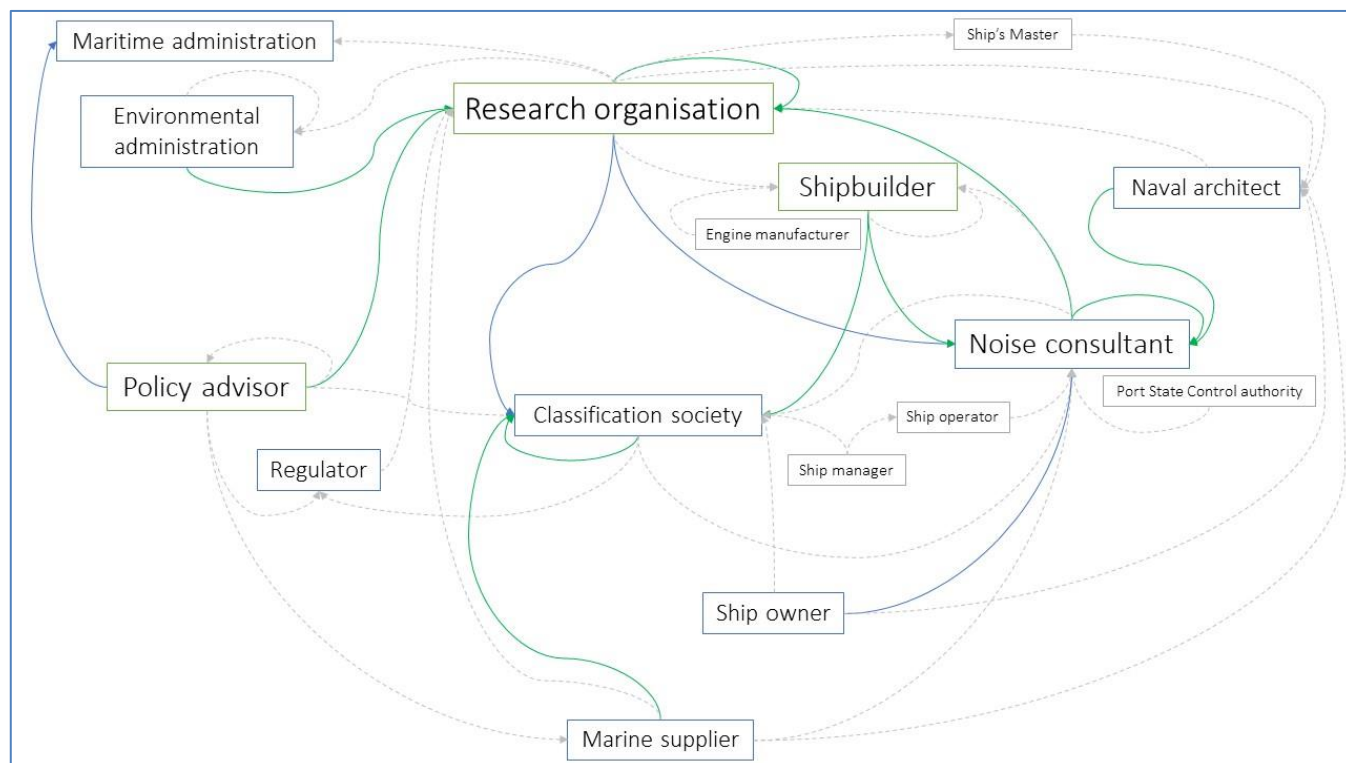 Maritime administration
Ship's Master
Environmental
administration
Research organisation
Shipbuilder
Naval architect
Engine manufacturer
Noise consultant
Policy advisor
Port State Control authority
Classification society
Ship operator
Regulator
Ship manager
Ship owner
Marine supplier